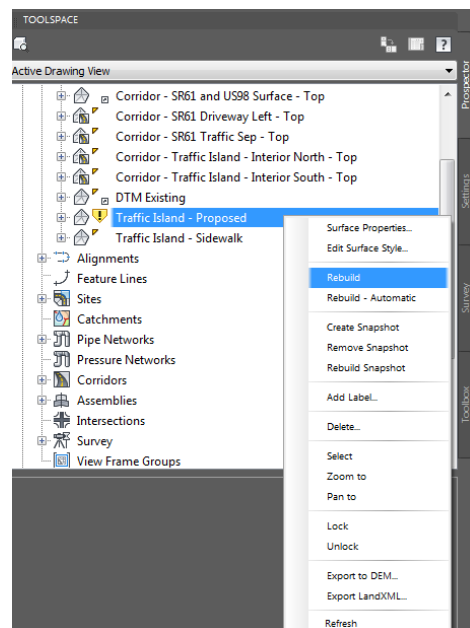 TOOLSPACE
?
Active Drawing View
Corridor - SR61 and US98 Surface - Top
Corridor - SR61 Driveway Left - Top
Corridor - SR61 Traffic Sep - Top
Corridor - Traffic Island - Interior North - Top
Corridor - Traffic Island - Interior South - Top
DTM Existing
Traffic Island - Proposed
Traffic Island - Sidewalk
Alignments
Feature Lines
Sites
Catchments
Pipe Networks
Pressure Networks
Corridors
Assemblies
Intersections
Survey
View Frame Groups
Surface Properties...
Edit Surface Style...
Rebuild
Rebuild - Automatic
Create Snapshot
Remove Snapshot
Rebuild Snapshot
Add Label...
Delete...
Select
Zoom to
Pan to
Lock
Unlock
Export to DEM...
Export LandXML...
Refresh
Prospector
Settings
Survey
Toolbox